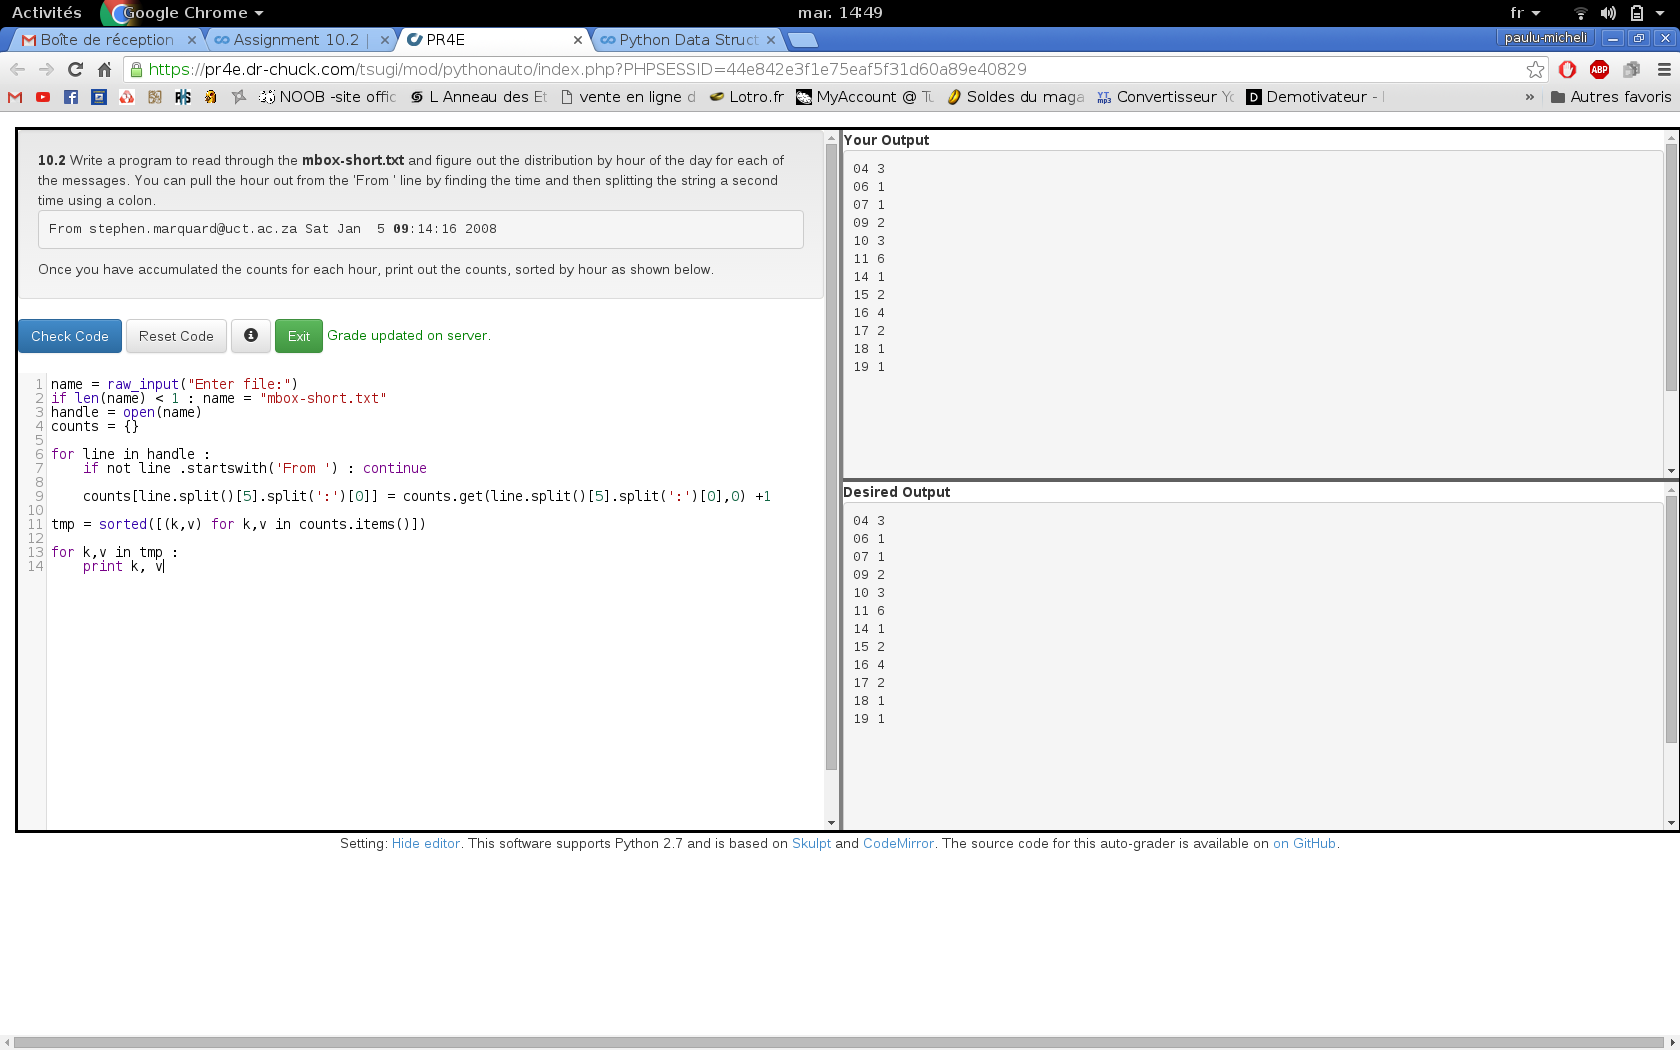 Activités Google Chrome mar. 14:49 fr
Boîte de réception Assignment 10.2 | PR4E Python Data Struct paulu-micheli
https://pr4e.dr-chuck.com/tsugi/mod/pythonauto/index.php?PHPSESSID=44e842e3f1e75eaf5f31d60a89e40829 ABP
NOOB -site offic L Anneau des Et vente en ligne d Lotro.fr MyAccount @ Tu Soldes du maga Convertisseur Yo Demotivateur - » Autres favoris
10.2 Write a program to read through the mbox-short.txt and figure out the distribution by hour of the day for each of
the messages. You can pull the hour out from the 'From ' line by finding the time and then splitting the string a second
time using a colon.
From stephen.marquard@uct.ac.za Sat Jan  5 09:14:16 2008
Once you have accumulated the counts for each hour, print out the counts, sorted by hour as shown below.
Check Code Reset Code Exit Grade updated on server.
1 name = raw_input("Enter file:")
2 if len(name) < 1 : name = "mbox-short.txt"
3 handle = open(name)
4 counts = {}
5
6 for line in handle :
7     if not line .startswith('From ') : continue
8
9     counts[line.split()[5].split(':')[0]] = counts.get(line.split()[5].split(':')[0],0) +1
10
11 tmp = sorted([(k,v) for k,v in counts.items()])
12
13 for k,v in tmp :
14     print k, v
Your Output
04 3
06 1
07 1
09 2
10 3
11 6
14 1
15 2
16 4
17 2
18 1
19 1
Desired Output
04 3
06 1
07 1
09 2
10 3
11 6
14 1
15 2
16 4
17 2
18 1
19 1
Setting: Hide editor. This software supports Python 2.7 and is based on Skulpt and CodeMirror. The source code for this auto-grader is available on on GitHub.